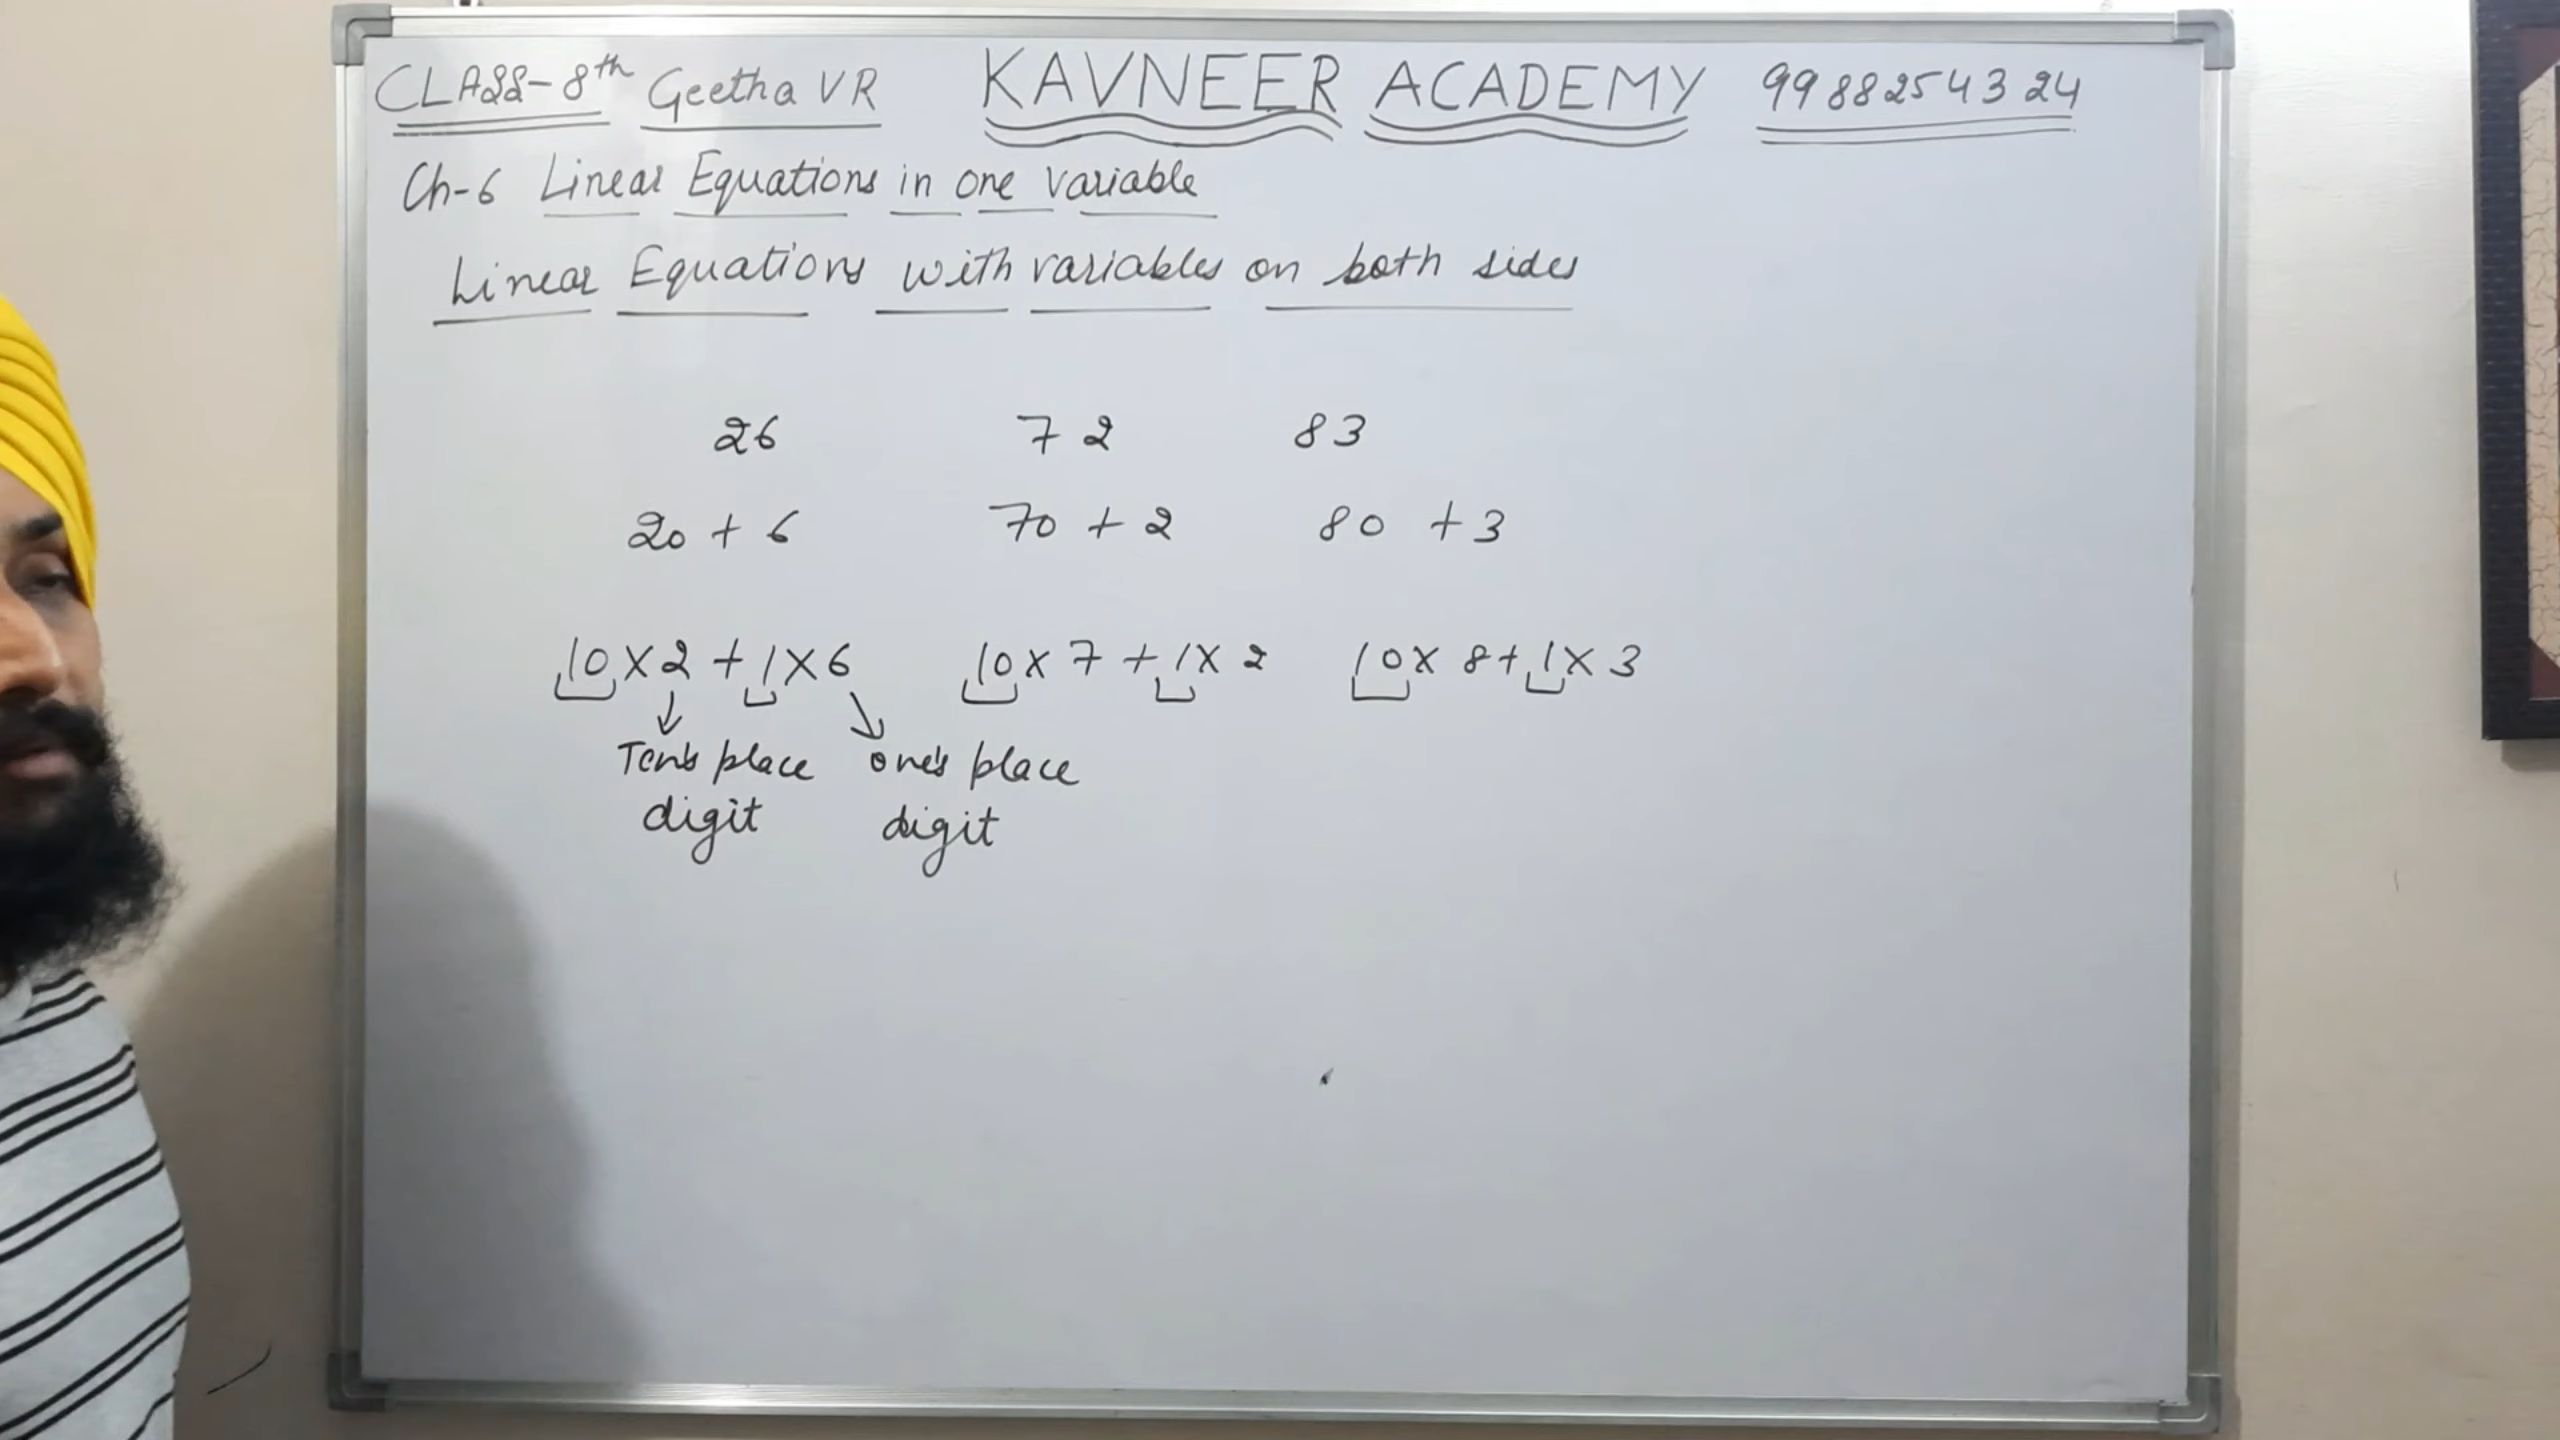 CLASS-8th Geetha VR KAVNEER ACADEMY 9988254324
Ch-6 Linear Equations in one variable
Linear Equations with variables on both sides
26 72 83
20 + 6 70 + 2 80 + 3
10 X 2 + 1 X 6 10 X 7 + 1 X 2 10 X 8 + 1 X 3
Ten's place one's place
digit digit